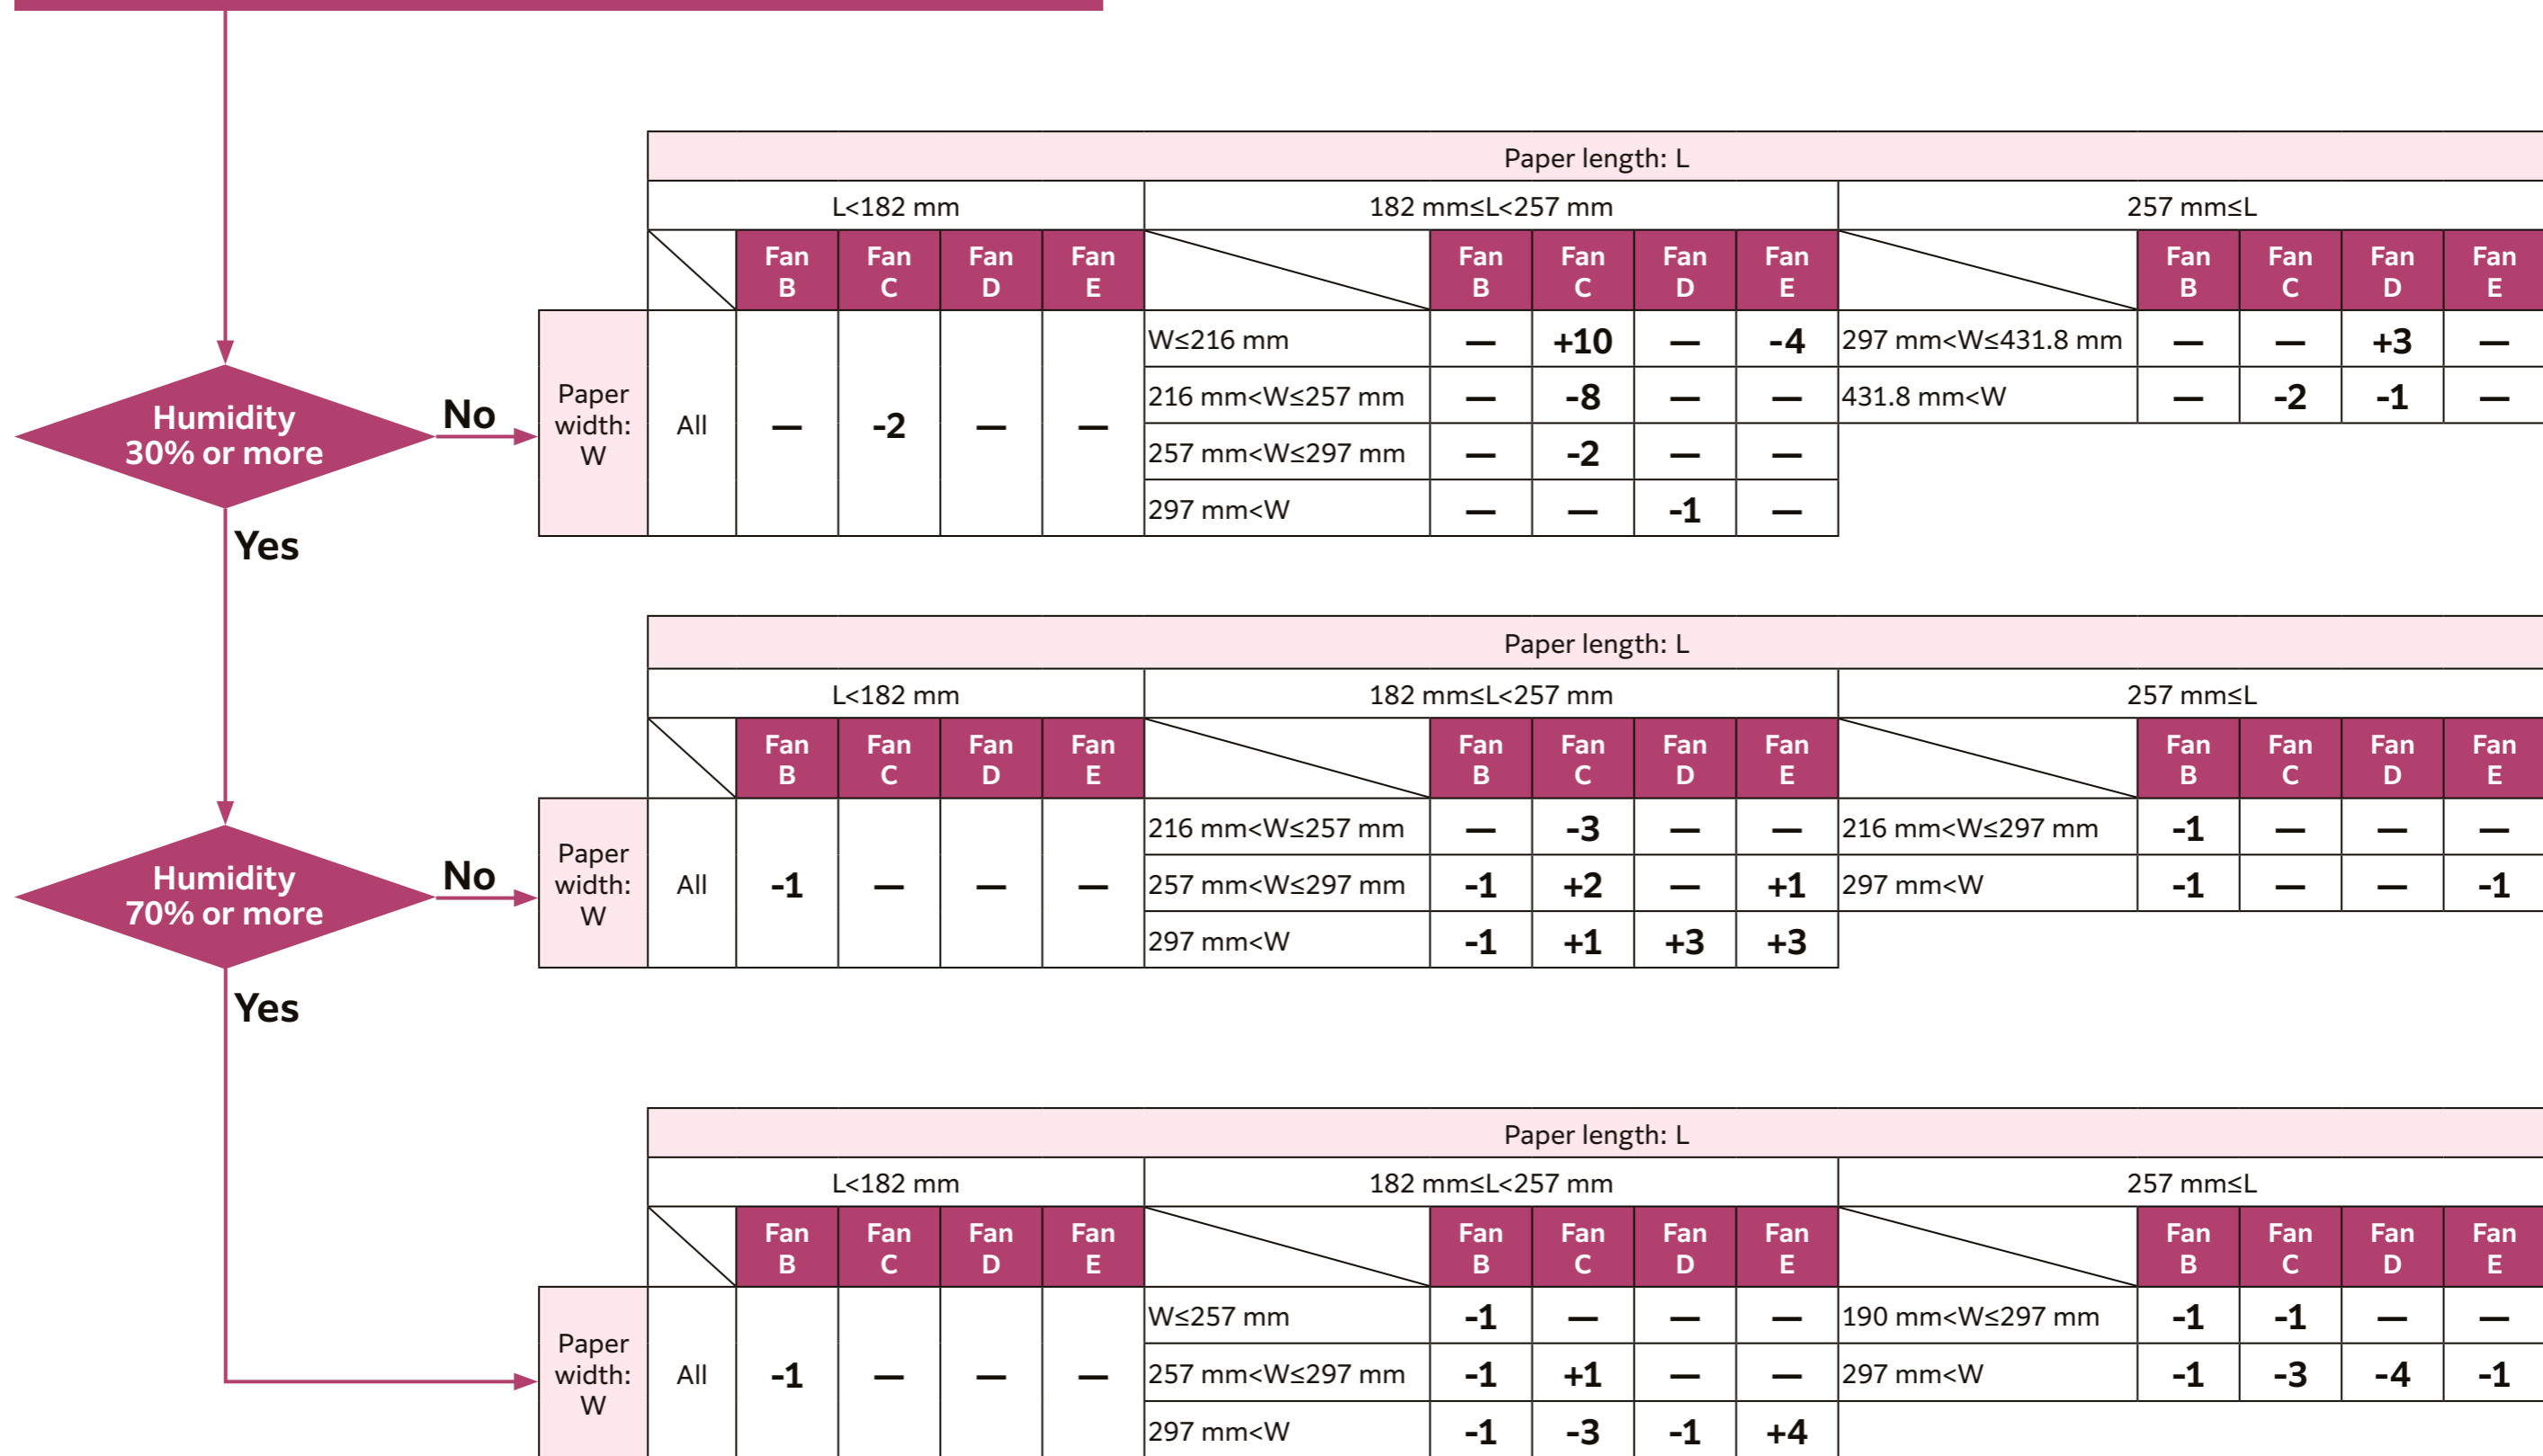 Paper length: L
L<182 mm 182 mm≤L<257 mm 257 mm≤L
Fan B Fan C Fan D Fan E Fan B Fan C Fan D Fan E Fan B Fan C Fan D Fan E
Humidity
30% or more
No
Yes
Paper
width:
W
All — -2 — —
W≤216 mm — +10 — -4 297 mm<W≤431.8 mm — — +3 —
216 mm<W≤257 mm — -8 — — 431.8 mm<W — -2 -1 —
257 mm<W≤297 mm — -2 — —
297 mm<W — — -1 —
Paper length: L
L<182 mm 182 mm≤L<257 mm 257 mm≤L
Fan B Fan C Fan D Fan E Fan B Fan C Fan D Fan E Fan B Fan C Fan D Fan E
Humidity
70% or more
No
Yes
Paper
width:
W
All -1 — — —
216 mm<W≤257 mm — -3 — — 216 mm<W≤297 mm -1 — — —
257 mm<W≤297 mm -1 +2 — +1 297 mm<W -1 — — -1
297 mm<W -1 +1 +3 +3
Paper length: L
L<182 mm 182 mm≤L<257 mm 257 mm≤L
Fan B Fan C Fan D Fan E Fan B Fan C Fan D Fan E Fan B Fan C Fan D Fan E
Paper
width:
W
All -1 — — —
W≤257 mm -1 — — — 190 mm<W≤297 mm -1 -1 — —
257 mm<W≤297 mm -1 +1 — — 297 mm<W -1 -3 -4 -1
297 mm<W -1 -3 -1 +4